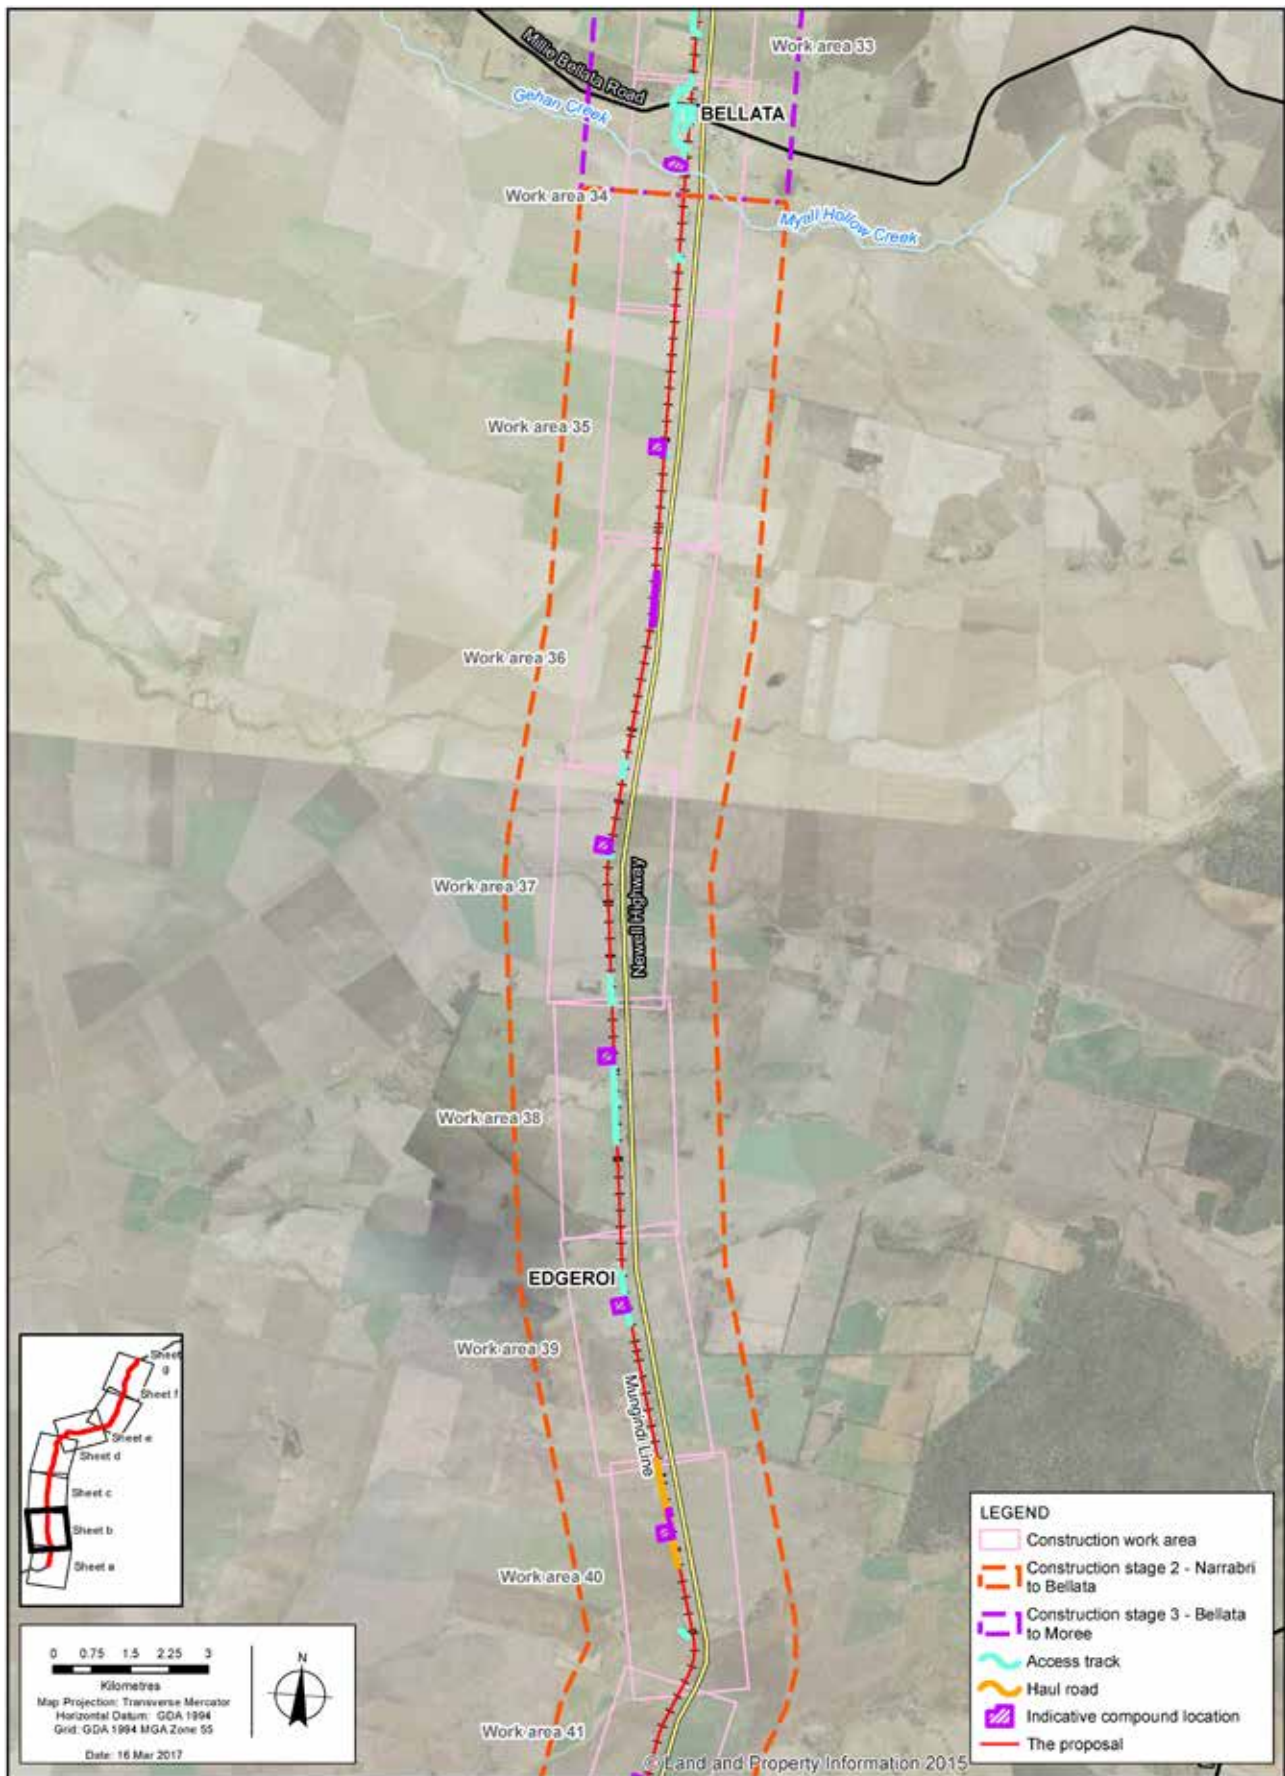 Work area 33
Millie Bellata Road
Gehan Creek
BELLATA
Work area 34
Myall Hollow Creek
Work area 35
Work area 36
Newell Highway
Work area 37
Work area 38
EDGEROI
Work area 39
Mungindi Line
Work area 40
Work area 41
Sheet
g
Sheet f
Sheet e
Sheet d
Sheet c
Sheet b
Sheet a
0 0.75 1.5 2.25 3
Kilometres
Map Projection: Transverse Mercator
Horizontal Datum: GDA 1994
Grid: GDA 1994 MGA Zone 55
Date: 16 Mar 2017
N
LEGEND
Construction work area
Construction stage 2 - Narrabri
to Bellata
Construction stage 3 - Bellata
to Moree
Access track
Haul road
Indicative compound location
The proposal
© Land and Property Information 2015